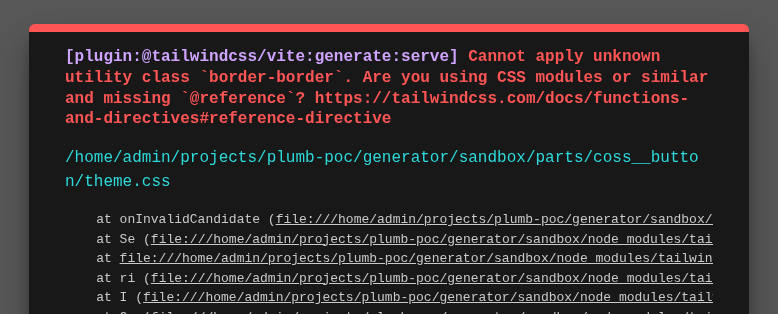 [plugin:@tailwindcss/vite:generate:serve] Cannot apply unknown
utility class `border-border`. Are you using CSS modules or similar
and missing `@reference`? https://tailwindcss.com/docs/functions-
and-directives#reference-directive
/home/admin/projects/plumb-poc/generator/sandbox/parts/coss__butto
n/theme.css
at onInvalidCandidate (file:///home/admin/projects/plumb-poc/generator/sandbox/
at Se (file:///home/admin/projects/plumb-poc/generator/sandbox/node_modules/tai
at file:///home/admin/projects/plumb-poc/generator/sandbox/node_modules/tailwin
at ri (file:///home/admin/projects/plumb-poc/generator/sandbox/node_modules/tai
at I (file:///home/admin/projects/plumb-poc/generator/sandbox/node_modules/tail